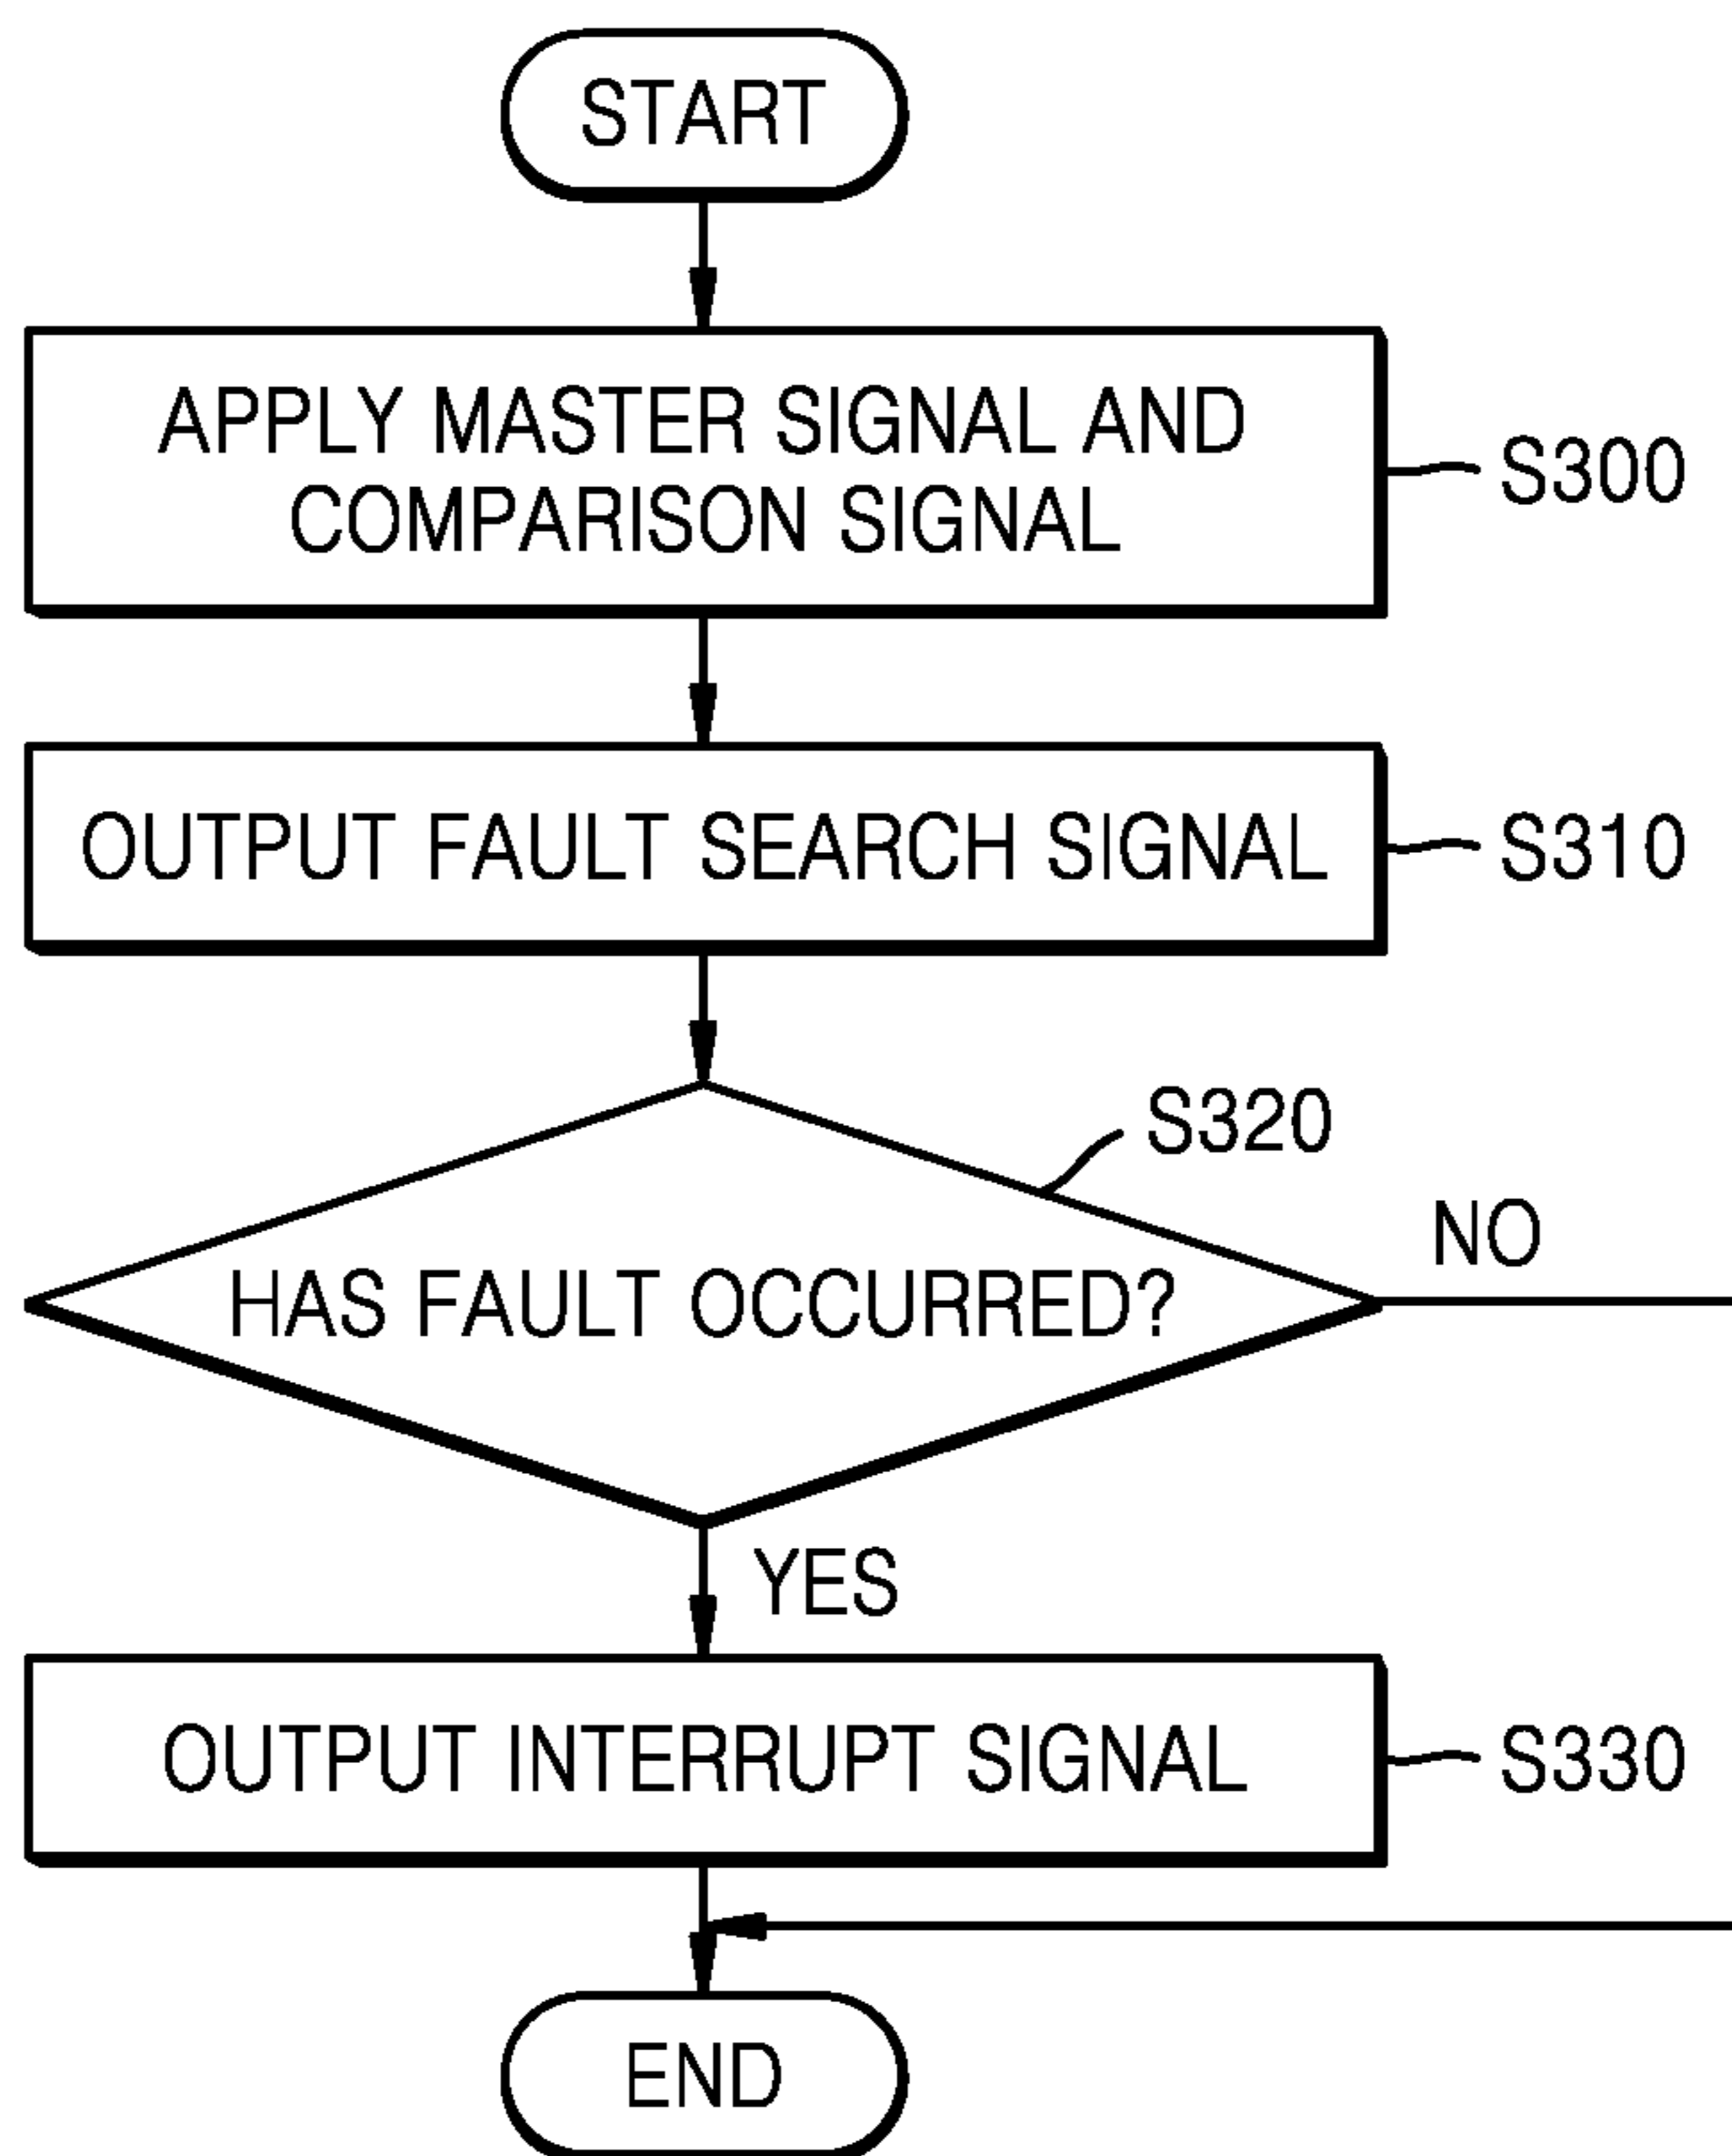 START
APPLY MASTER SIGNAL AND
COMPARISON SIGNAL
S300
OUTPUT FAULT SEARCH SIGNAL
S310
S320
NO
HAS FAULT OCCURRED?
YES
OUTPUT INTERRUPT SIGNAL
S330
END